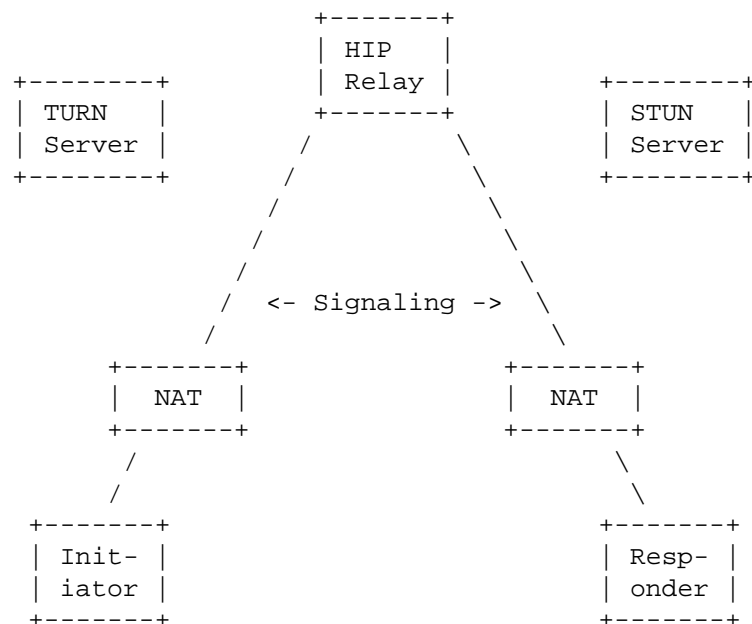 HIP
Relay
TURN
Server
STUN
Server
<- Signaling ->
NAT
NAT
Init-
iator
Resp-
onder